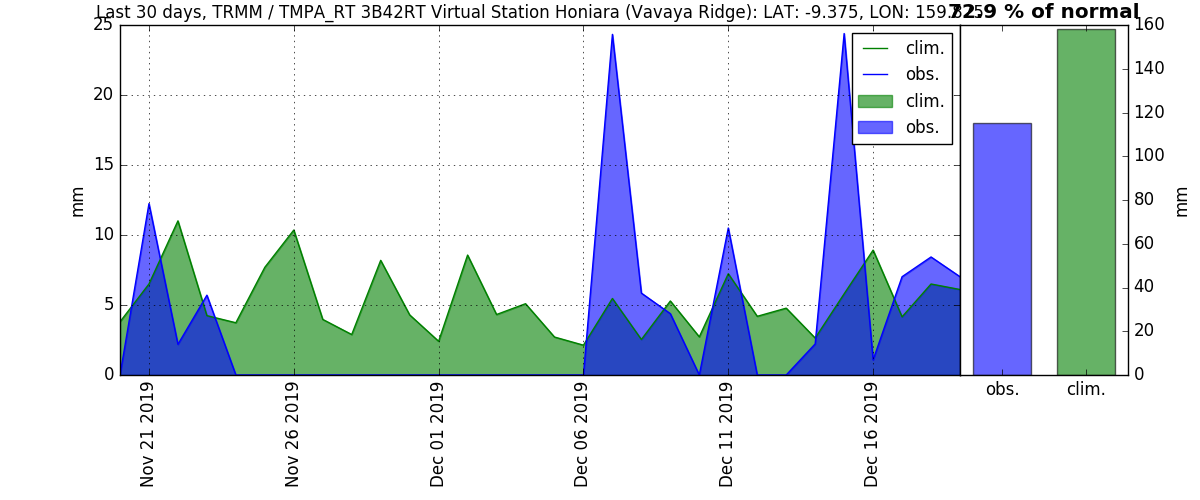 Last 30 days, TRMM / TMPA_RT 3B42RT Virtual Station Honiara (Vavaya Ridge): LAT: -9.375, LON:
72.9 % of normal
25
20
15
10
5
0
mm
clim.
obs.
clim.
obs.
160
140
120
100
80
60
40
20
0
mm
obs.
clim.
Nov 21 2019
Nov 26 2019
Dec 01 2019
Dec 06 2019
Dec 11 2019
Dec 16 2019